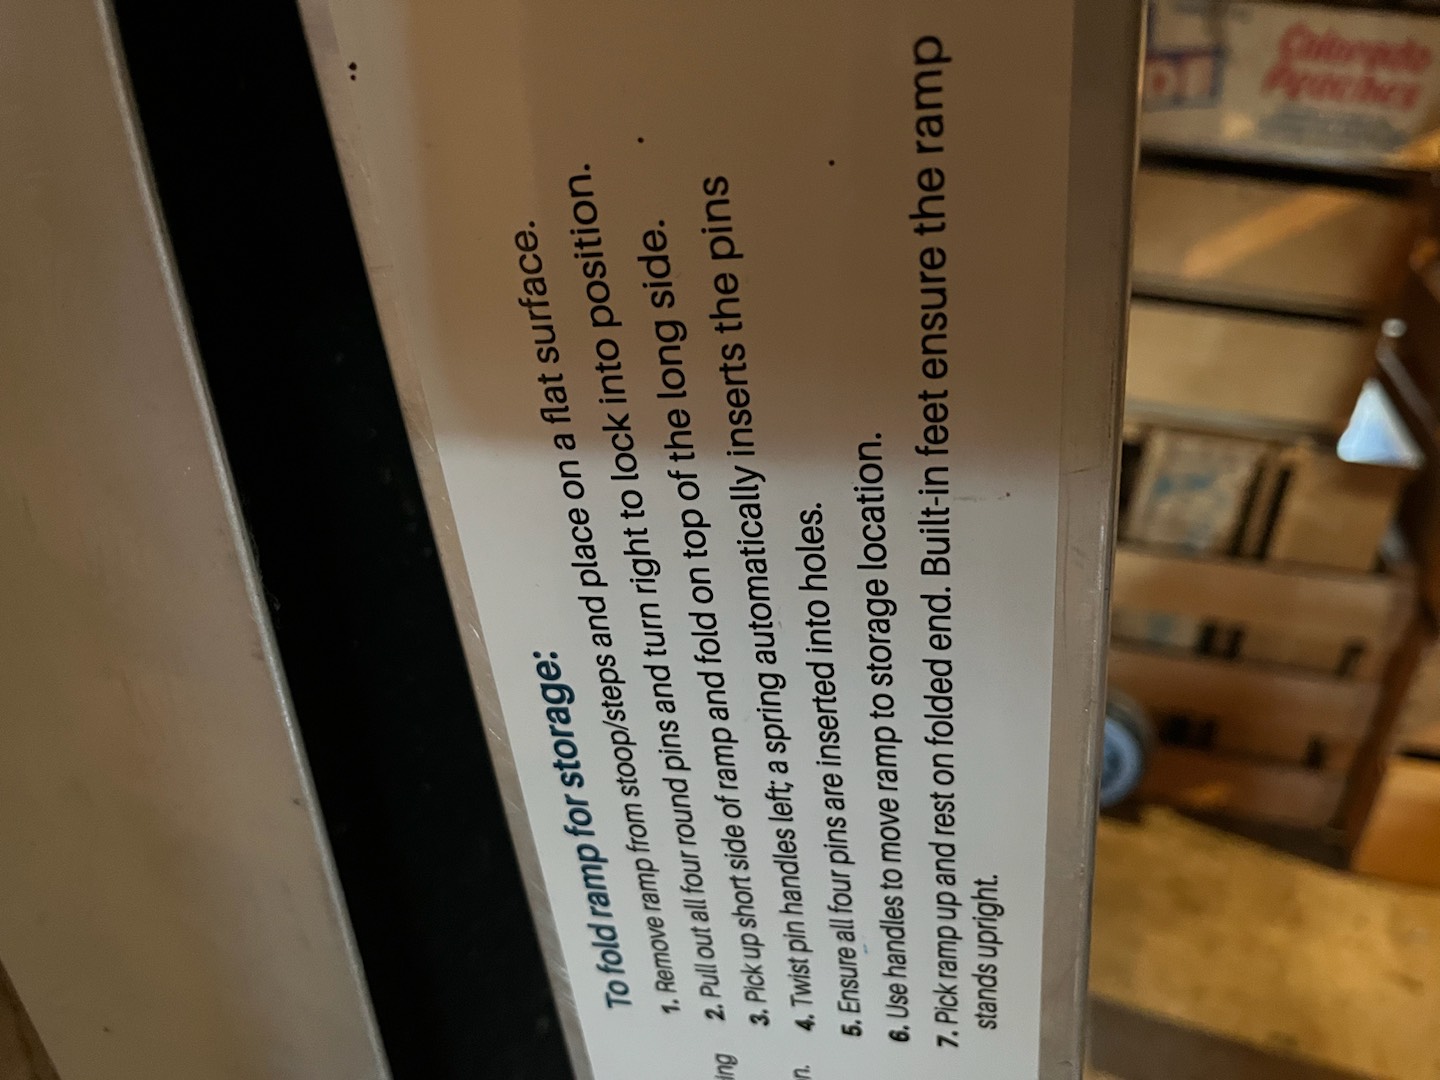 To fold ramp for storage:
1. Remove ramp from stoop/steps and place on a flat surface.
2. Pull out all four round pins and turn right to lock into position.
3. Pick up short side of ramp and fold on top of the long side.
4. Twist pin handles left; a spring automatically inserts the pins
5. Ensure all four pins are inserted into holes.
6. Use handles to move ramp to storage location.
7. Pick ramp up and rest on folded end. Built-in feet ensure the ramp
stands upright.
ing
n.
Colorado
Peaches